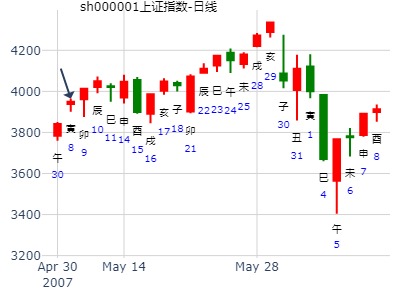 sh000001上证指数-日线
4200
4000
3800
3600
3400
3200
午 30
寅 8
卯 9
辰 10
巳 11
申 14
酉 15
戌 16
亥 17
子 18
卯 21
辰 22
巳 23
午 24
未 25
戌 28
亥 29
子 30
丑 31
寅 1
巳 4
午 5
未 6
申 7
酉 8
Apr 30
2007
May 14
May 28